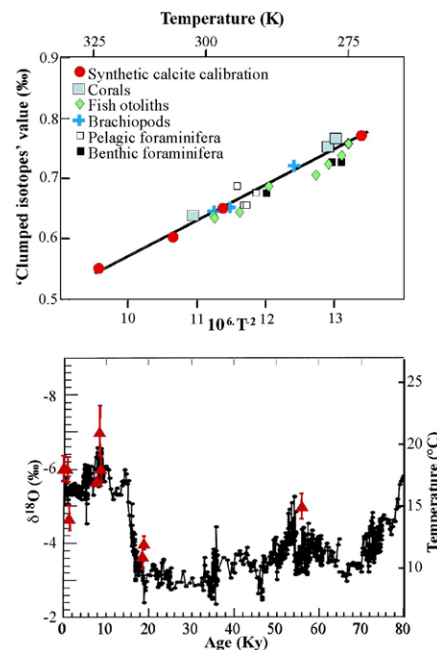 Temperature (K)
325 300 275
0.9
0.8
0.7
0.6
0.5
'Clumped isotopes' value (‰)
Synthetic calcite calibration
Corals
Fish otoliths
Brachiopods
Pelagic foraminifera
Benthic foraminifera
10 11 12 13
10⁶·T⁻²
-8
-6
-4
-2
δ¹⁸O (‰)
25
20
15
10
Temperature (°C)
0 10 20 30 40 50 60 70 80
Age (Ky)